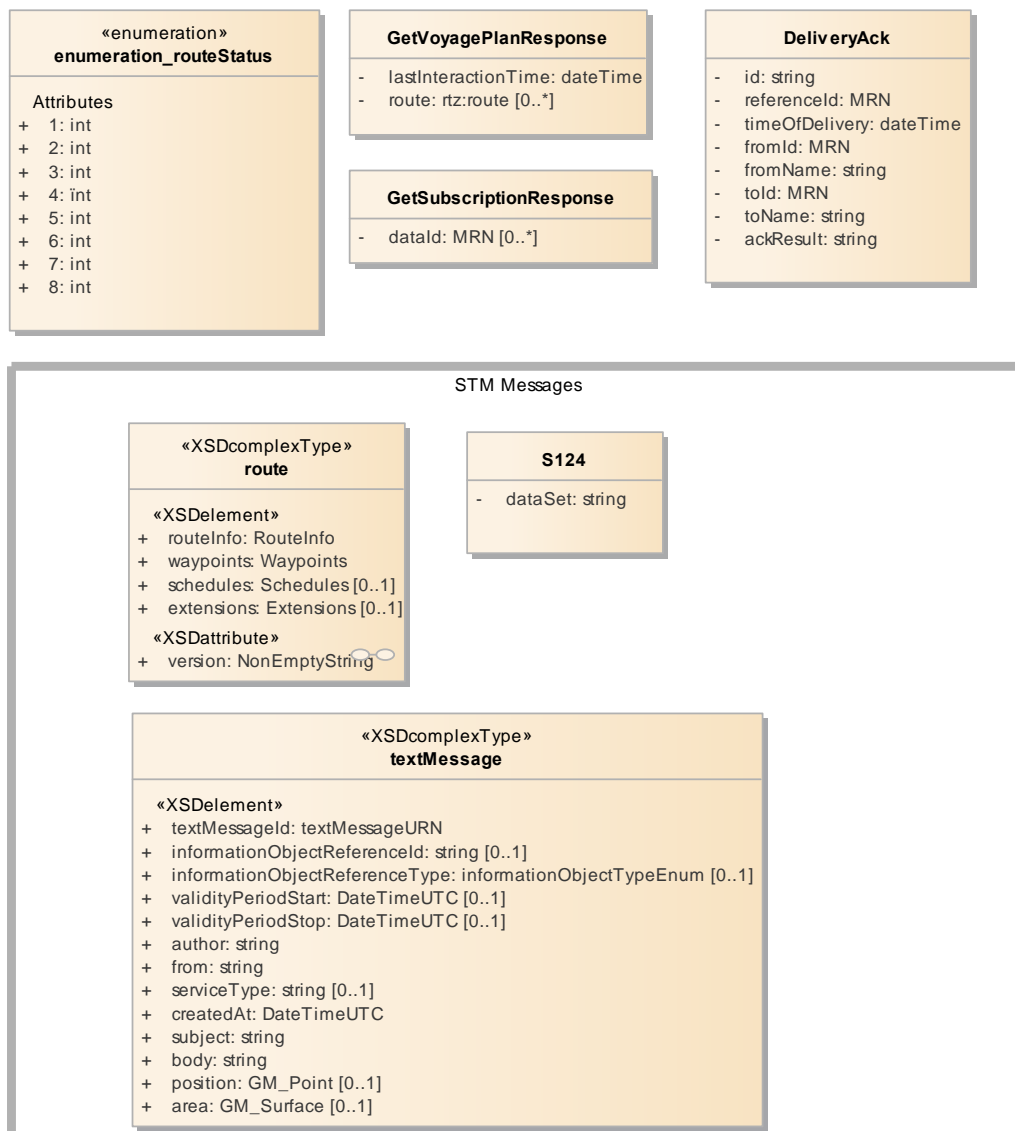 «enumeration»
enumeration_routeStatus
Attributes
+ 1: int
+ 2: int
+ 3: int
+ 4: ïnt
+ 5: int
+ 6: int
+ 7: int
+ 8: int
GetVoyagePlanResponse
- lastInteractionTime: dateTime
- route: rtz:route [0..*]
GetSubscriptionResponse
- dataId: MRN [0..*]
DeliveryAck
- id: string
- referenceId: MRN
- timeOfDelivery: dateTime
- fromId: MRN
- fromName: string
- toId: MRN
- toName: string
- ackResult: string
STM Messages
«XSDcomplexType»
route
«XSDelement»
+ routeInfo: RouteInfo
+ waypoints: Waypoints
+ schedules: Schedules [0..1]
+ extensions: Extensions [0..1]
«XSDattribute»
+ version: NonEmptyString
S124
- dataSet: string
«XSDcomplexType»
textMessage
«XSDelement»
+ textMessageId: textMessageURN
+ informationObjectReferenceId: string [0..1]
+ informationObjectReferenceType: informationObjectTypeEnum [0..1]
+ validityPeriodStart: DateTimeUTC [0..1]
+ validityPeriodStop: DateTimeUTC [0..1]
+ author: string
+ from: string
+ serviceType: string [0..1]
+ createdAt: DateTimeUTC
+ subject: string
+ body: string
+ position: GM_Point [0..1]
+ area: GM_Surface [0..1]